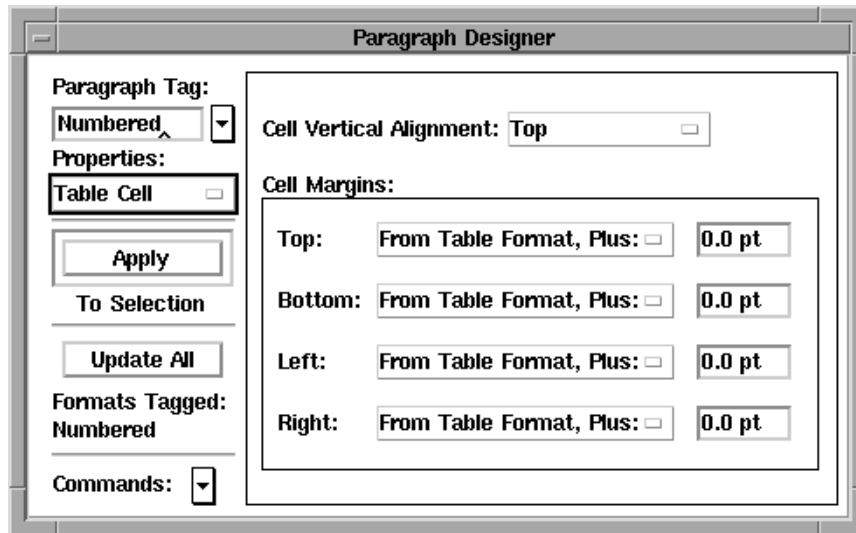 Paragraph Designer
Paragraph Tag:
Numbered
Properties:
Table Cell
Apply
To Selection
Update All
Formats Tagged:
Numbered
Commands:
Cell Vertical Alignment: Top
Cell Margins:
Top: From Table Format, Plus: 0.0 pt
Bottom: From Table Format, Plus: 0.0 pt
Left: From Table Format, Plus: 0.0 pt
Right: From Table Format, Plus: 0.0 pt